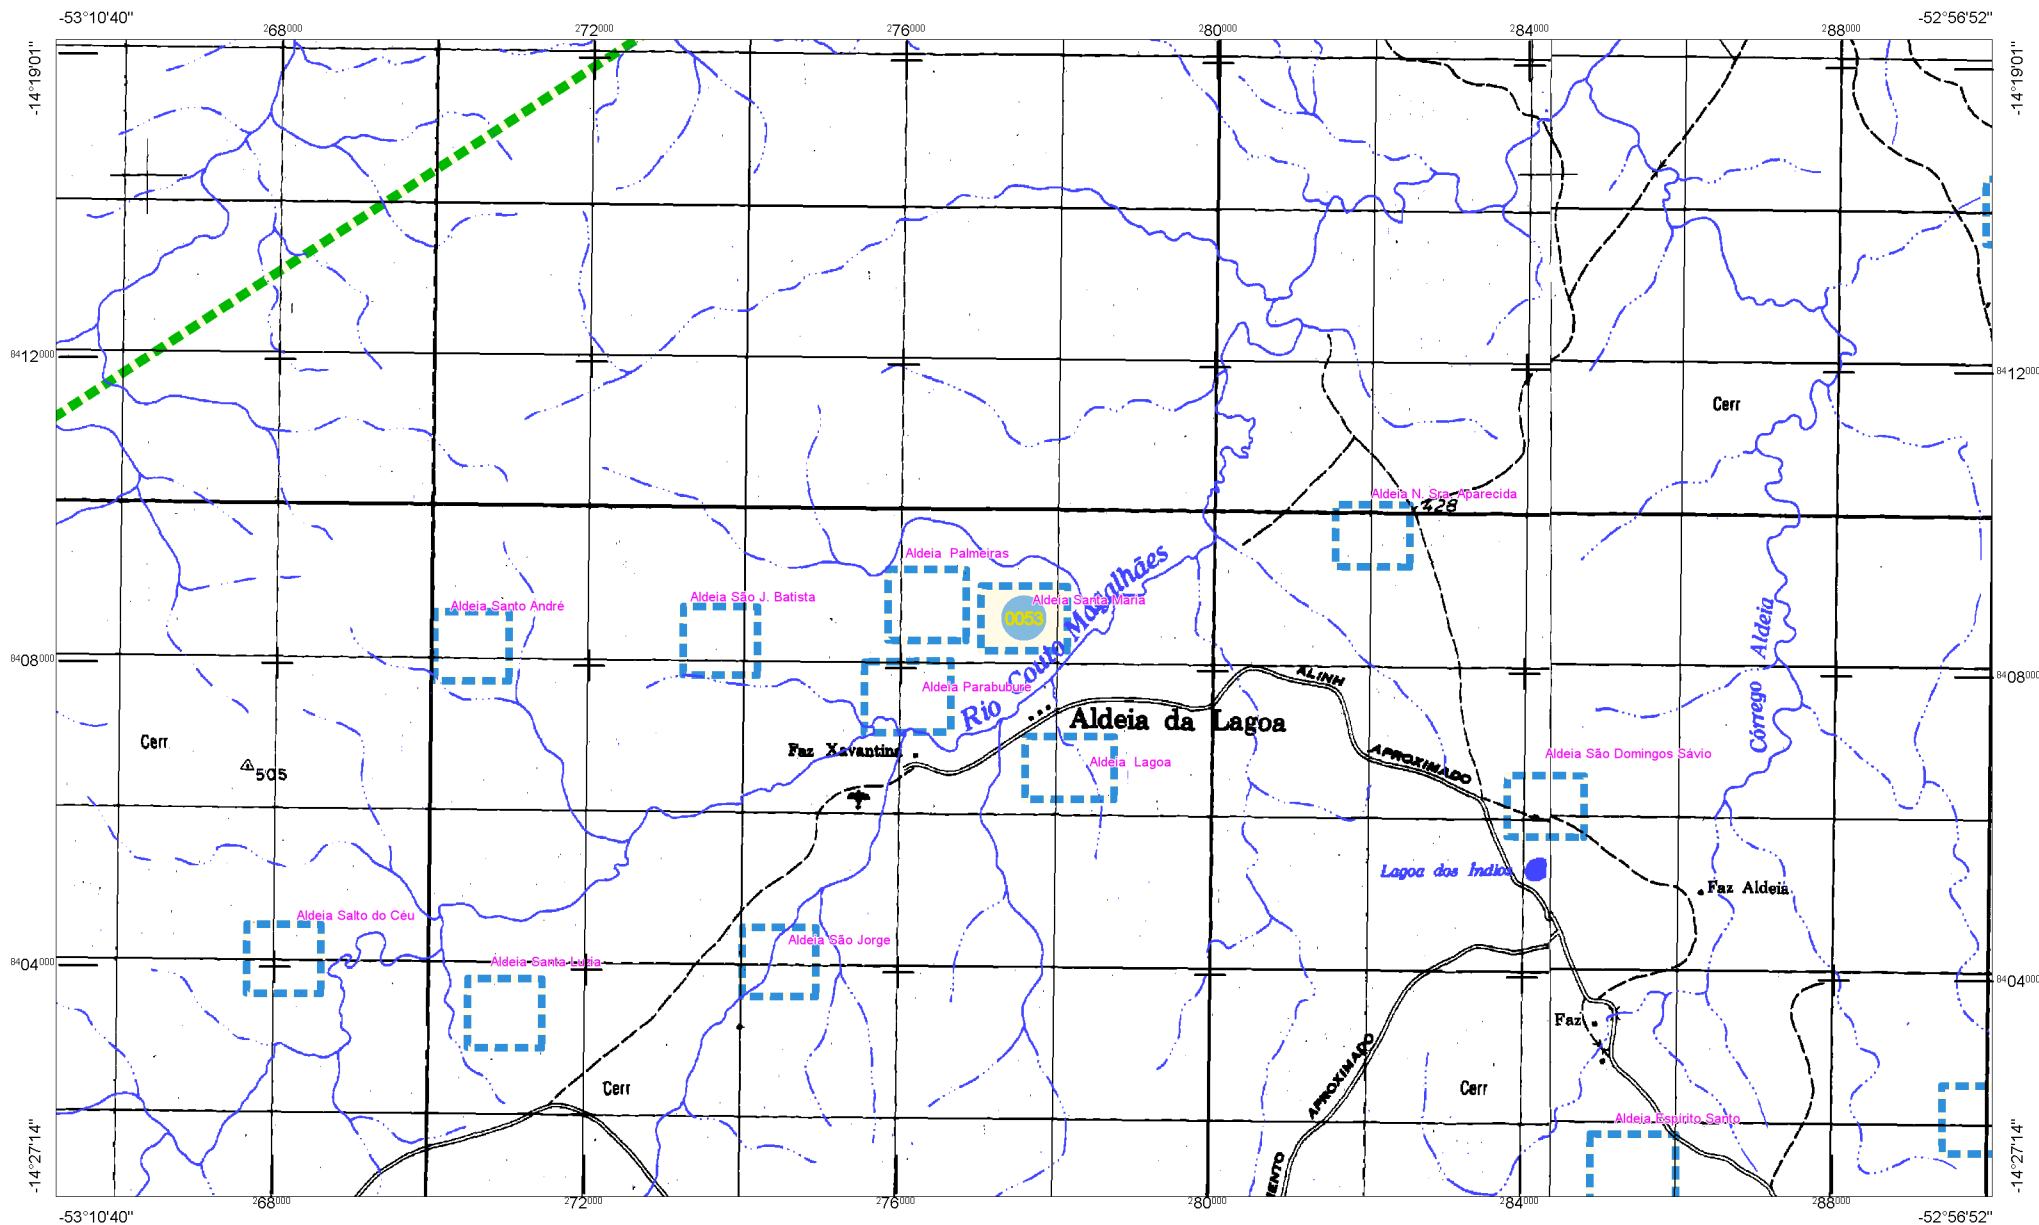 -53°10'40"
-52°56'52"
268000
272000
276000
280000
284000
288000
-14°19'01"
-14°19'01"
8412000
8412000
Cerr
Aldeia N. Sra. Aparecida
428
Aldeia Palmeiras
Rio Couto Magalhães
Aldeia São J. Batista
Aldeia Santa Maria
Aldeia Santo André
0053
Córrego Aldeia
8408000
8408000
ALINH
Aldeia Parabubure
Aldeia da Lagoa
Cerr
Faz Xavantina
APROXIMADO
Aldeia São Domingos Sávio
Aldeia Lagoa
505
Lagoa dos Índios
Faz Aldeia
Aldeia Salto do Céu
Aldeia São Jorge
Aldeia Santa Luzia
8404000
8404000
Faz
APROXIMADO
Cerr
Cerr
Aldeia Espirito Santo
IENTO
-14°27'14"
-14°27'14"
268000
272000
276000
280000
284000
288000
-53°10'40"
-52°56'52"